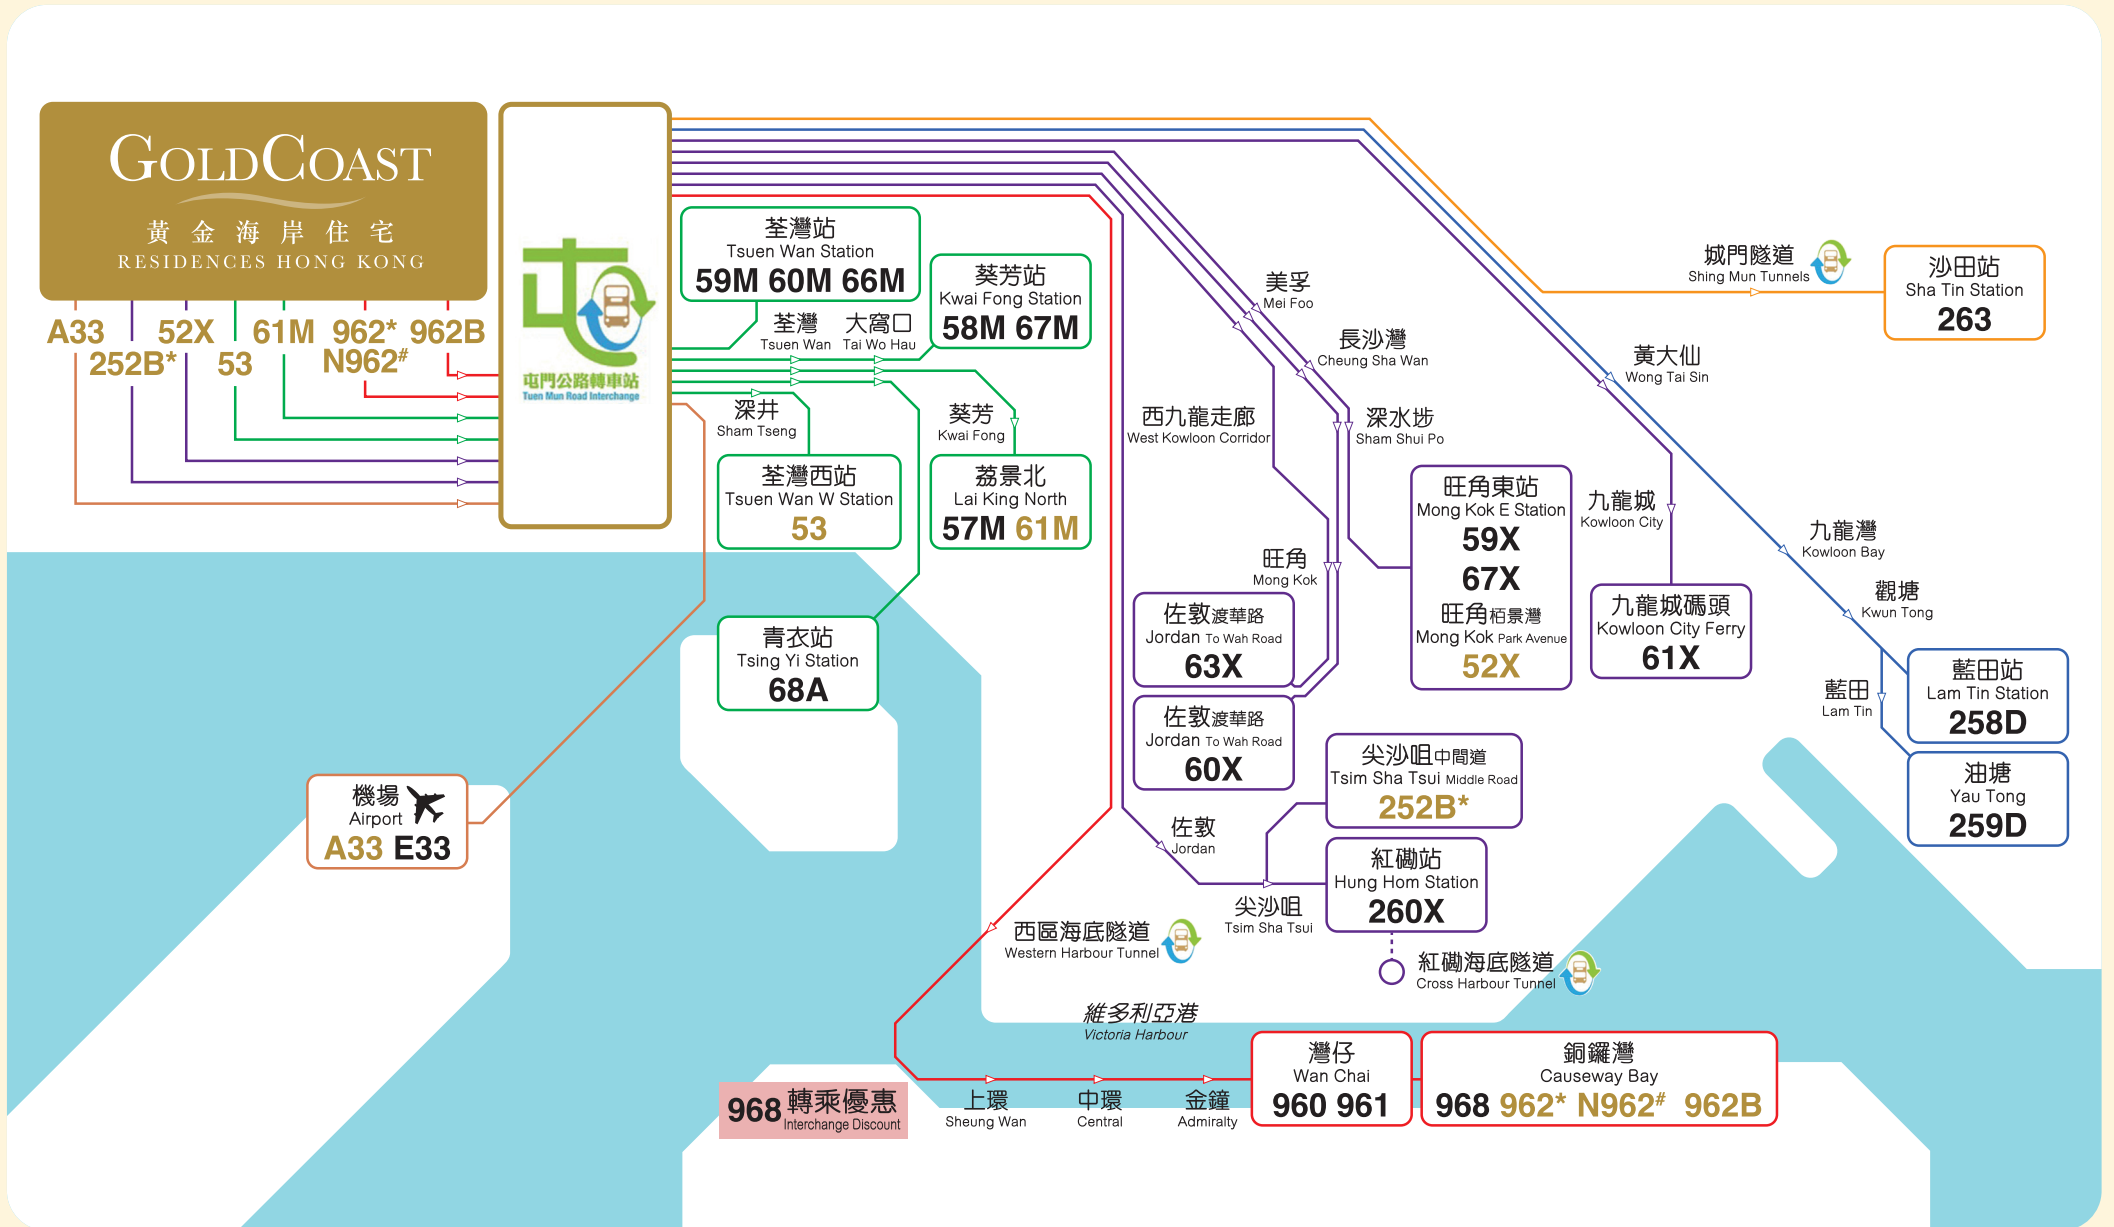 GOLDCOAST
黃金海岸住宅
RESIDENCES HONG KONG
A33
252B*
52X
53
61M
962*
N962#
962B
屯門公路轉車站
Tuen Mun Road Interchange
荃灣站
Tsuen Wan Station
59M 60M 66M
葵芳站
Kwai Fong Station
58M 67M
荃灣
Tsuen Wan
大窩口
Tai Wo Hau
深井
Sham Tseng
葵芳
Kwai Fong
荃灣西站
Tsuen Wan W Station
53
荔景北
Lai King North
57M 61M
青衣站
Tsing Yi Station
68A
機場
Airport
A33 E33
美孚
Mei Foo
長沙灣
Cheung Sha Wan
西九龍走廊
West Kowloon Corridor
深水埗
Sham Shui Po
旺角
Mong Kok
旺角東站
Mong Kok E Station
59X
67X
旺角栢景灣
Mong Kok Park Avenue
52X
佐敦渡華路
Jordan To Wah Road
63X
佐敦渡華路
Jordan To Wah Road
60X
佐敦
Jordan
尖沙咀中間道
Tsim Sha Tsui Middle Road
252B*
紅磡站
Hung Hom Station
260X
尖沙咀
Tsim Sha Tsui
紅磡海底隧道
Cross Harbour Tunnel
西區海底隧道
Western Harbour Tunnel
城門隧道
Shing Mun Tunnels
沙田站
Sha Tin Station
263
黃大仙
Wong Tai Sin
九龍城
Kowloon City
九龍城碼頭
Kowloon City Ferry
61X
九龍灣
Kowloon Bay
觀塘
Kwun Tong
藍田
Lam Tin
藍田站
Lam Tin Station
258D
油塘
Yau Tong
259D
維多利亞港
Victoria Harbour
968 轉乘優惠
Interchange Discount
上環
Sheung Wan
中環
Central
金鐘
Admiralty
灣仔
Wan Chai
960 961
銅鑼灣
Causeway Bay
968 962* N962# 962B